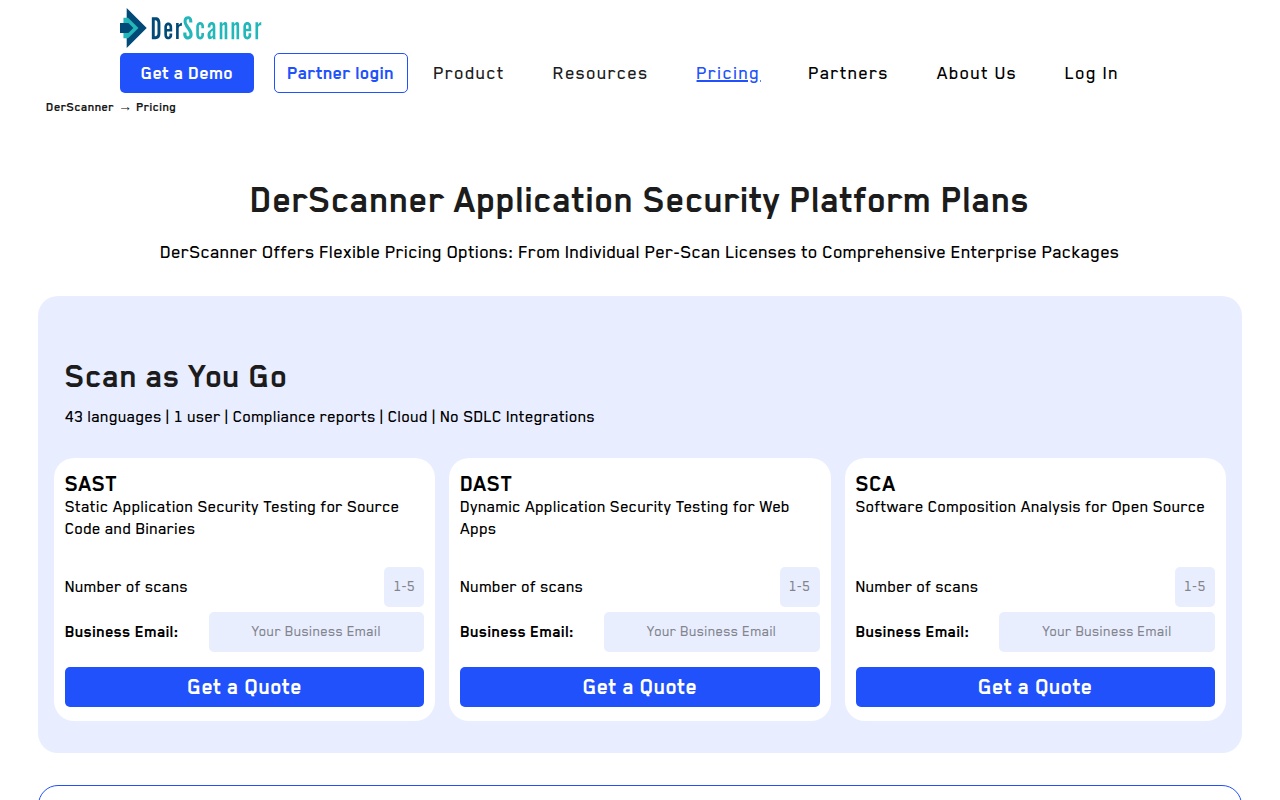 DerScanner
Get a Demo
Partner login
Product
Resources
Pricing
Partners
About Us
Log In
DerScanner → Pricing
DerScanner Application Security Platform Plans
DerScanner Offers Flexible Pricing Options: From Individual Per-Scan Licenses to Comprehensive Enterprise Packages
Scan as You Go
43 languages | 1 user | Compliance reports | Cloud | No SDLC Integrations
SAST
Static Application Security Testing for Source
Code and Binaries
Number of scans
1-5
Business Email:
Your Business Email
Get a Quote
DAST
Dynamic Application Security Testing for Web
Apps
Number of scans
1-5
Business Email:
Your Business Email
Get a Quote
SCA
Software Composition Analysis for Open Source
Number of scans
1-5
Business Email:
Your Business Email
Get a Quote